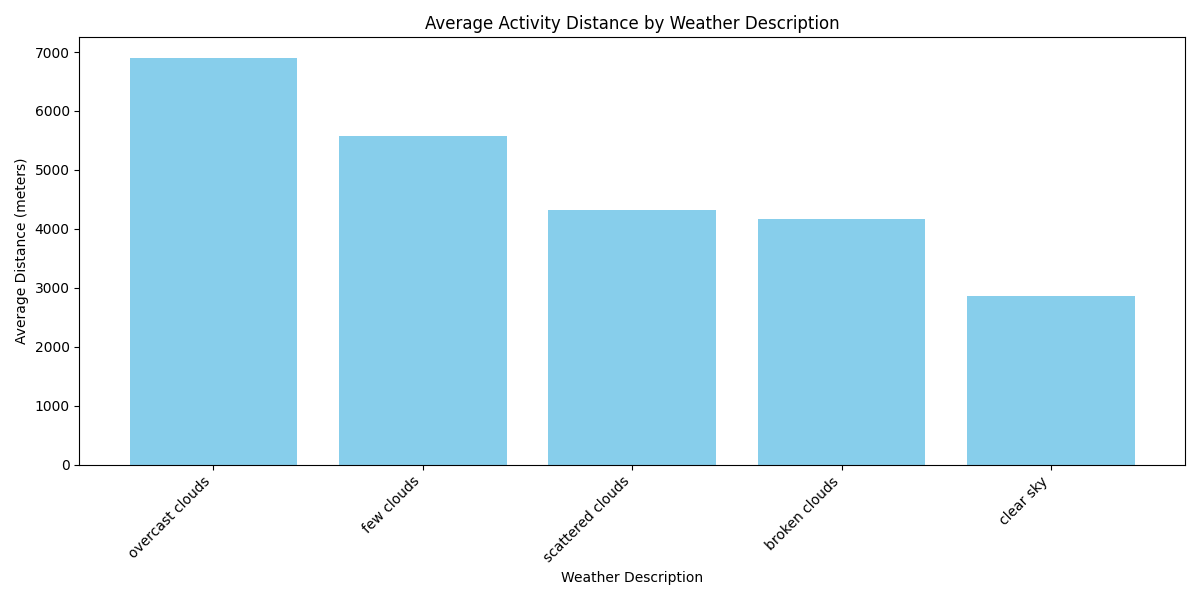 Average Activity Distance by Weather Description
Average Distance (meters)
7000
6000
5000
4000
3000
2000
1000
0
overcast clouds
few clouds
scattered clouds
broken clouds
clear sky
Weather Description